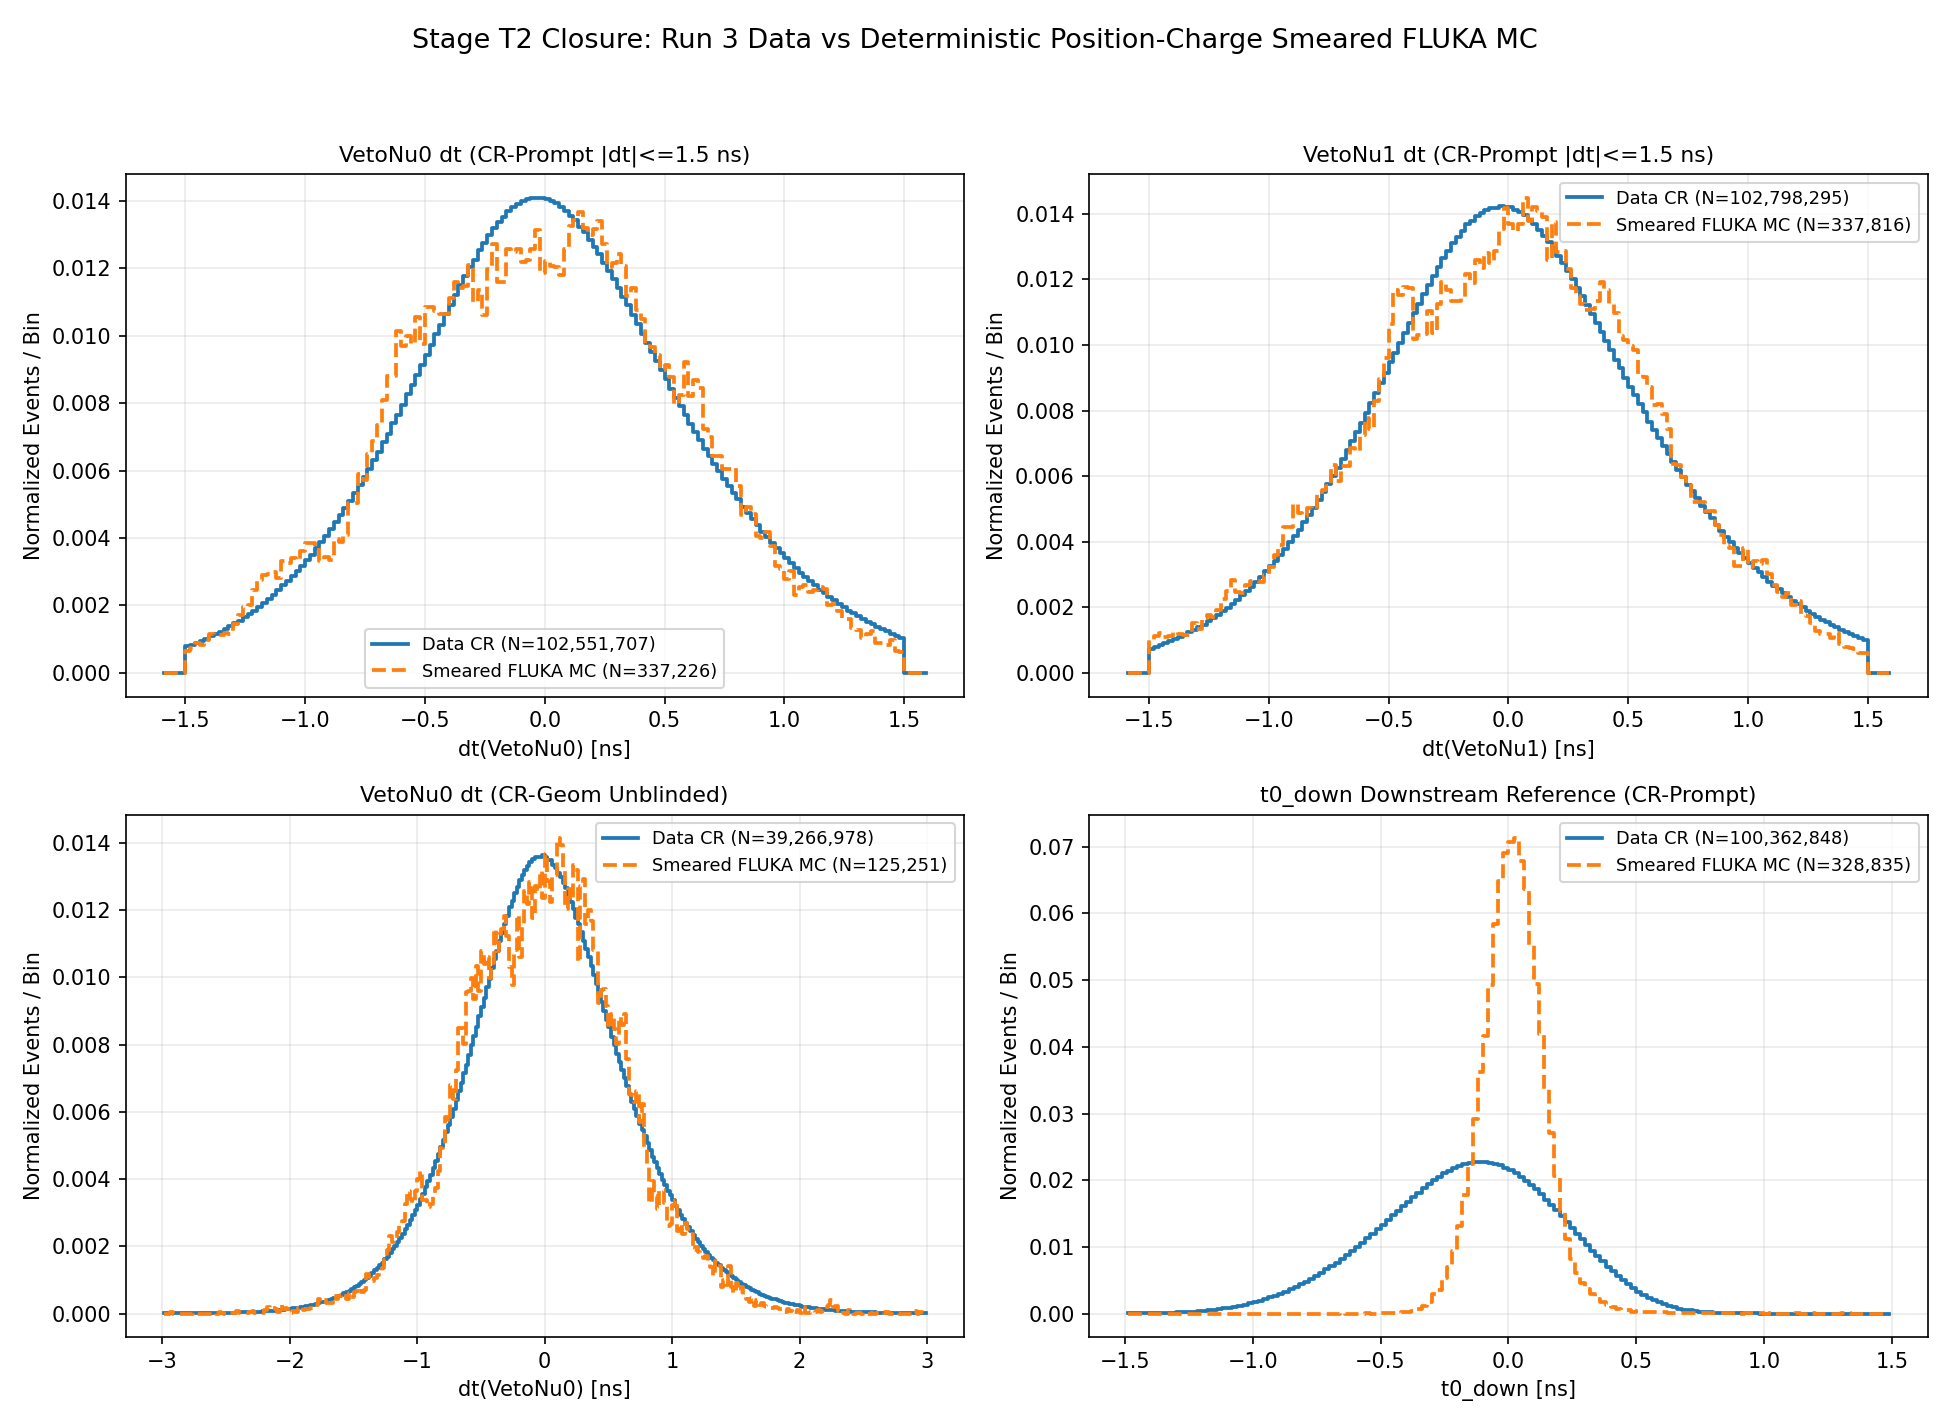 Stage T2 Closure: Run 3 Data vs Deterministic Position-Charge Smeared FLUKA MC
VetoNu0 dt (CR-Prompt |dt|<=1.5 ns)
Normalized Events / Bin
0.014
0.012
0.010
0.008
0.006
0.004
0.002
0.000
Data CR (N=102,551,707)
Smeared FLUKA MC (N=337,226)
−1.5 −1.0 −0.5 0.0 0.5 1.0 1.5
dt(VetoNu0) [ns]
VetoNu1 dt (CR-Prompt |dt|<=1.5 ns)
Normalized Events / Bin
Data CR (N=102,798,295)
Smeared FLUKA MC (N=337,816)
0.014
0.012
0.010
0.008
0.006
0.004
0.002
0.000
−1.5 −1.0 −0.5 0.0 0.5 1.0 1.5
dt(VetoNu1) [ns]
VetoNu0 dt (CR-Geom Unblinded)
Normalized Events / Bin
Data CR (N=39,266,978)
Smeared FLUKA MC (N=125,251)
0.014
0.012
0.010
0.008
0.006
0.004
0.002
0.000
−3 −2 −1 0 1 2 3
dt(VetoNu0) [ns]
t0_down Downstream Reference (CR-Prompt)
Normalized Events / Bin
Data CR (N=100,362,848)
Smeared FLUKA MC (N=328,835)
0.07
0.06
0.05
0.04
0.03
0.02
0.01
0.00
−1.5 −1.0 −0.5 0.0 0.5 1.0 1.5
t0_down [ns]